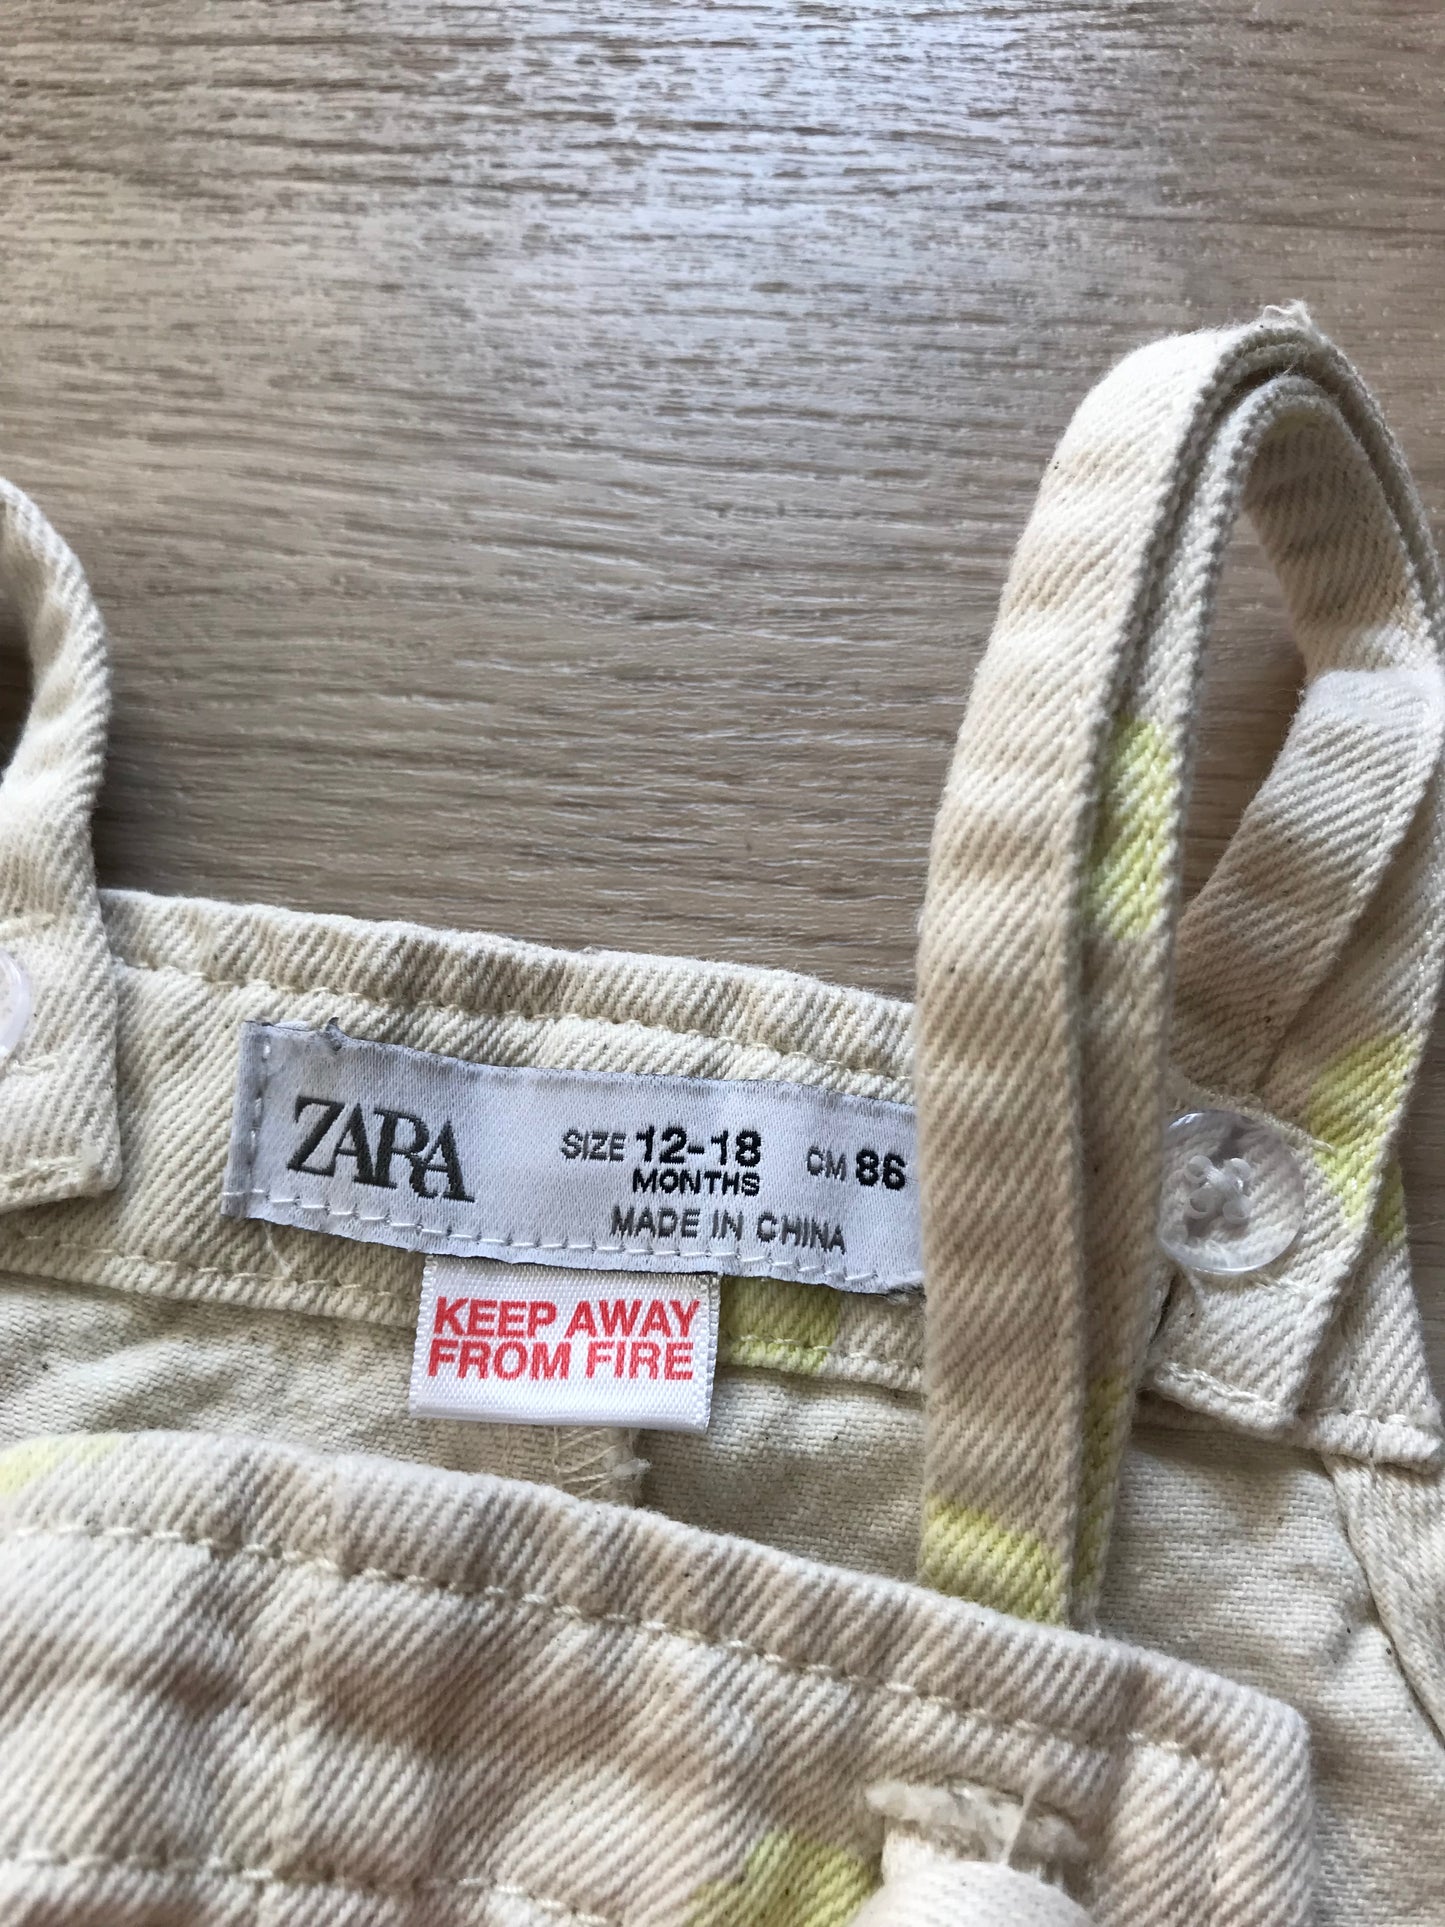 ZARA
SIZE 12-18 CM 86
MONTHS
MADE IN CHINA
KEEP AWAY
FROM FIRE